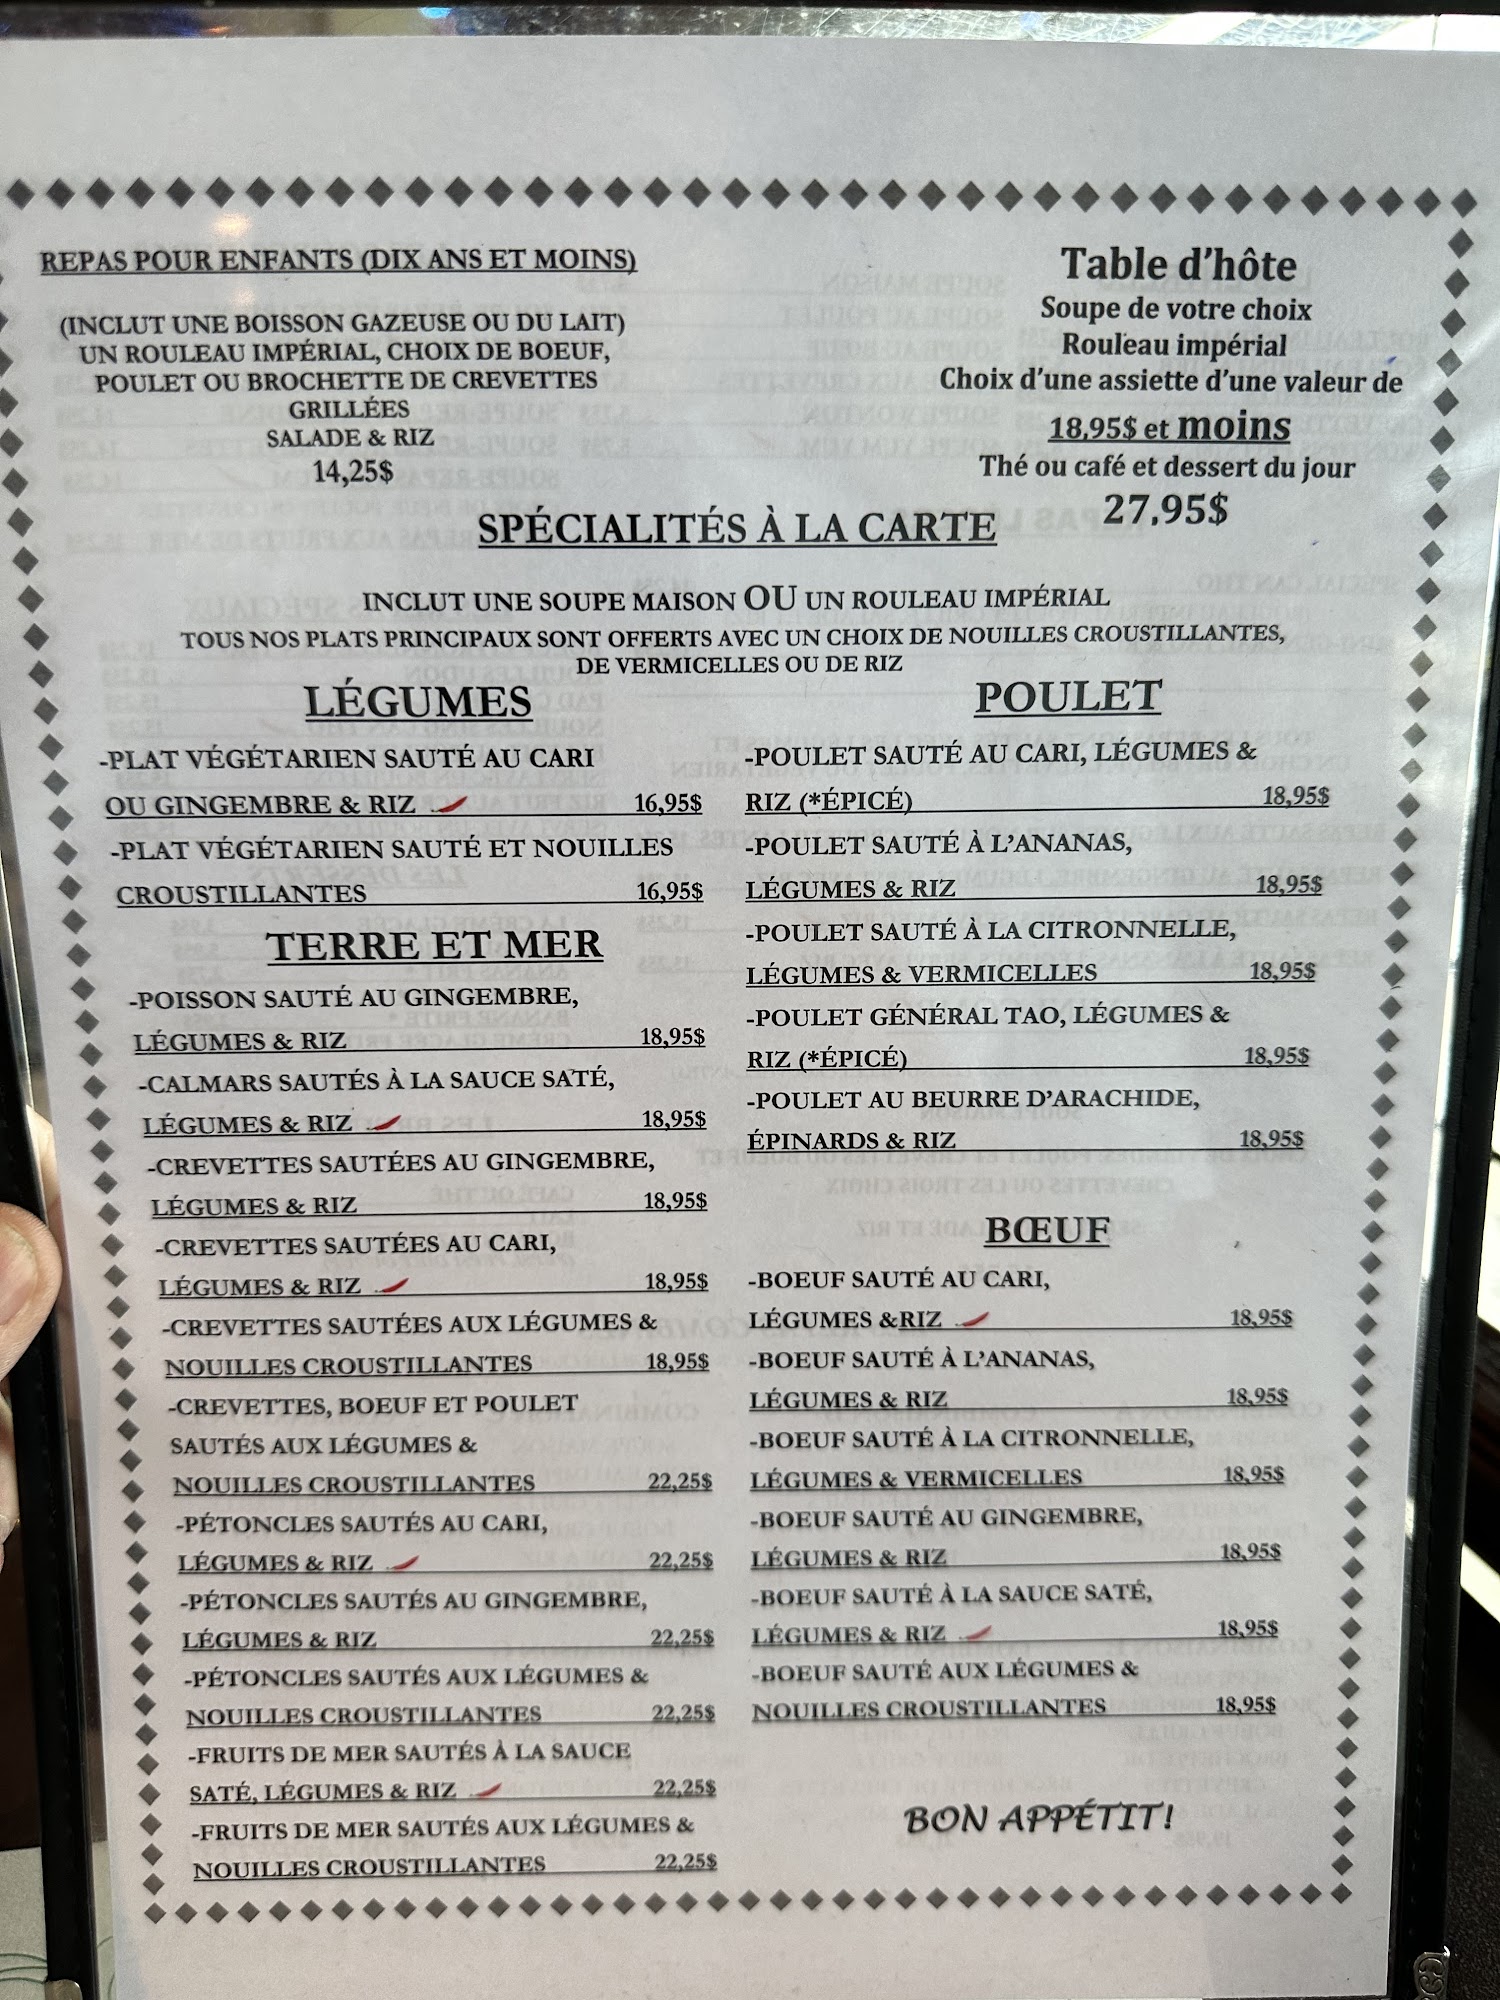 REPAS POUR ENFANTS (DIX ANS ET MOINS)
(INCLUT UNE BOISSON GAZEUSE OU DU LAIT)
UN ROULEAU IMPÉRIAL, CHOIX DE BOEUF,
POULET OU BROCHETTE DE CREVETTES
GRILLÉES
SALADE & RIZ
14,25$
Table d'hôte
Soupe de votre choix
Rouleau impérial
Choix d'une assiette d'une valeur de
18,95$ et moins
Thé ou café et dessert du jour
27,95$
SPÉCIALITÉS À LA CARTE
INCLUT UNE SOUPE MAISON OU UN ROULEAU IMPÉRIAL
TOUS NOS PLATS PRINCIPAUX SONT OFFERTS AVEC UN CHOIX DE NOUILLES CROUSTILLANTES,
DE VERMICELLES OU DE RIZ
LÉGUMES
-PLAT VÉGÉTARIEN SAUTÉ AU CARI
OU GINGEMBRE & RIZ 16,95$
-PLAT VÉGÉTARIEN SAUTÉ ET NOUILLES
CROUSTILLANTES 16,95$
TERRE ET MER
-POISSON SAUTÉ AU GINGEMBRE,
LÉGUMES & RIZ 18,95$
-CALMARS SAUTÉS À LA SAUCE SATÉ,
LÉGUMES & RIZ 18,95$
-CREVETTES SAUTÉES AU GINGEMBRE,
LÉGUMES & RIZ 18,95$
-CREVETTES SAUTÉES AU CARI,
LÉGUMES & RIZ 18,95$
-CREVETTES SAUTÉES AUX LÉGUMES &
NOUILLES CROUSTILLANTES 18,95$
-CREVETTES, BOEUF ET POULET
SAUTÉS AUX LÉGUMES &
NOUILLES CROUSTILLANTES 22,25$
-PÉTONCLES SAUTÉS AU CARI,
LÉGUMES & RIZ 22,25$
-PÉTONCLES SAUTÉS AU GINGEMBRE,
LÉGUMES & RIZ 22,25$
-PÉTONCLES SAUTÉS AUX LÉGUMES &
NOUILLES CROUSTILLANTES 22,25$
-FRUITS DE MER SAUTÉS À LA SAUCE
SATÉ, LÉGUMES & RIZ 22,25$
-FRUITS DE MER SAUTÉS AUX LÉGUMES &
NOUILLES CROUSTILLANTES 22,25$
POULET
-POULET SAUTÉ AU CARI, LÉGUMES &
RIZ (*ÉPICÉ) 18,95$
-POULET SAUTÉ À L'ANANAS,
LÉGUMES & RIZ 18,95$
-POULET SAUTÉ À LA CITRONNELLE,
LÉGUMES & VERMICELLES 18,95$
-POULET GÉNÉRAL TAO, LÉGUMES &
RIZ (*ÉPICÉ) 18,95$
-POULET AU BEURRE D'ARACHIDE,
ÉPINARDS & RIZ 18,95$
BŒUF
-BOEUF SAUTÉ AU CARI,
LÉGUMES &RIZ 18,95$
-BOEUF SAUTÉ À L'ANANAS,
LÉGUMES & RIZ 18,95$
-BOEUF SAUTÉ À LA CITRONNELLE,
LÉGUMES & VERMICELLES 18,95$
-BOEUF SAUTÉ AU GINGEMBRE,
LÉGUMES & RIZ 18,95$
-BOEUF SAUTÉ À LA SAUCE SATÉ,
LÉGUMES & RIZ 18,95$
-BOEUF SAUTÉ AUX LÉGUMES &
NOUILLES CROUSTILLANTES 18,95$
BON APPÉTIT!